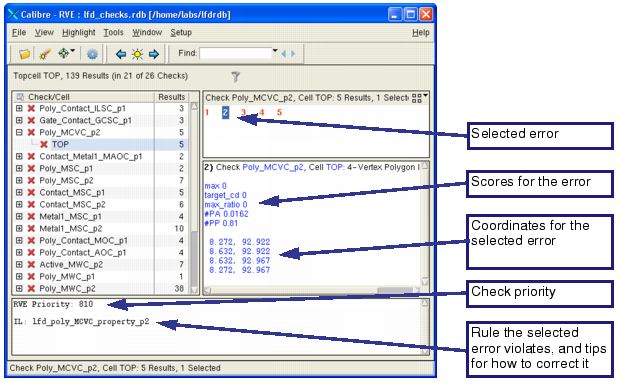 Calibre - RVE : lfd_checks.rdb [/home/labs/lfdrdb]
File View Highlight Tools Window Setup Help
Find:
Topcell TOP, 139 Results (in 21 of 26 Checks)
Check/Cell Results
Poly_Contact_ILSC_p1 3
Gate_Contact_GCSC_p1 3
Poly_MCVC_p2 5
TOP 5
Contact_Metal1_MAOC_p1 2
Poly_MSC_p1 2
Poly_MSC_p2 7
Contact_MSC_p1 5
Contact_MSC_p2 6
Metal1_MSC_p1 4
Metal1_MSC_p2 10
Poly_Contact_MOC_p1 4
Poly_Contact_AOC_p1 4
Active_MWC_p2 7
Poly_MWC_p1 1
Poly_MWC_p2 38
Check Poly_MCVC_p2, Cell TOP: 5 Results, 1 Selecte
1 2 3 4 5
2) Check Poly_MCVC_p2, Cell TOP: 4-Vertex Polygon
max 0
target_cd 0
max_ratio 0
#PA 0.0162
#PP 0.81
8.272, 92.922
8.632, 92.922
8.632, 92.967
8.272, 92.967
RVE Priority: 810
IL: lfd_poly_MCVC_property_p2
Check Poly_MCVC_p2, Cell TOP: 5 Results, 1 Selected
Selected error
Scores for the error
Coordinates for the
selected error
Check priority
Rule the selected
error violates, and tips
for how to correct it